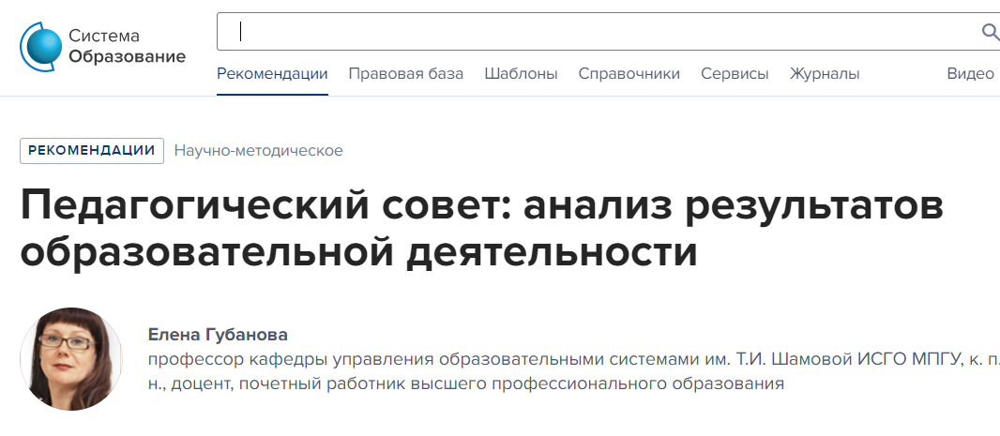 Система
Образование
Рекомендации Правовая база Шаблоны Справочники Сервисы Журналы Видео
РЕКОМЕНДАЦИИ Научно-методическое
Педагогический совет: анализ результатов
образовательной деятельности
Елена Губанова
профессор кафедры управления образовательными системами им. Т.И. Шамовой ИСГО МПГУ, к. п.
н., доцент, почетный работник высшего профессионального образования